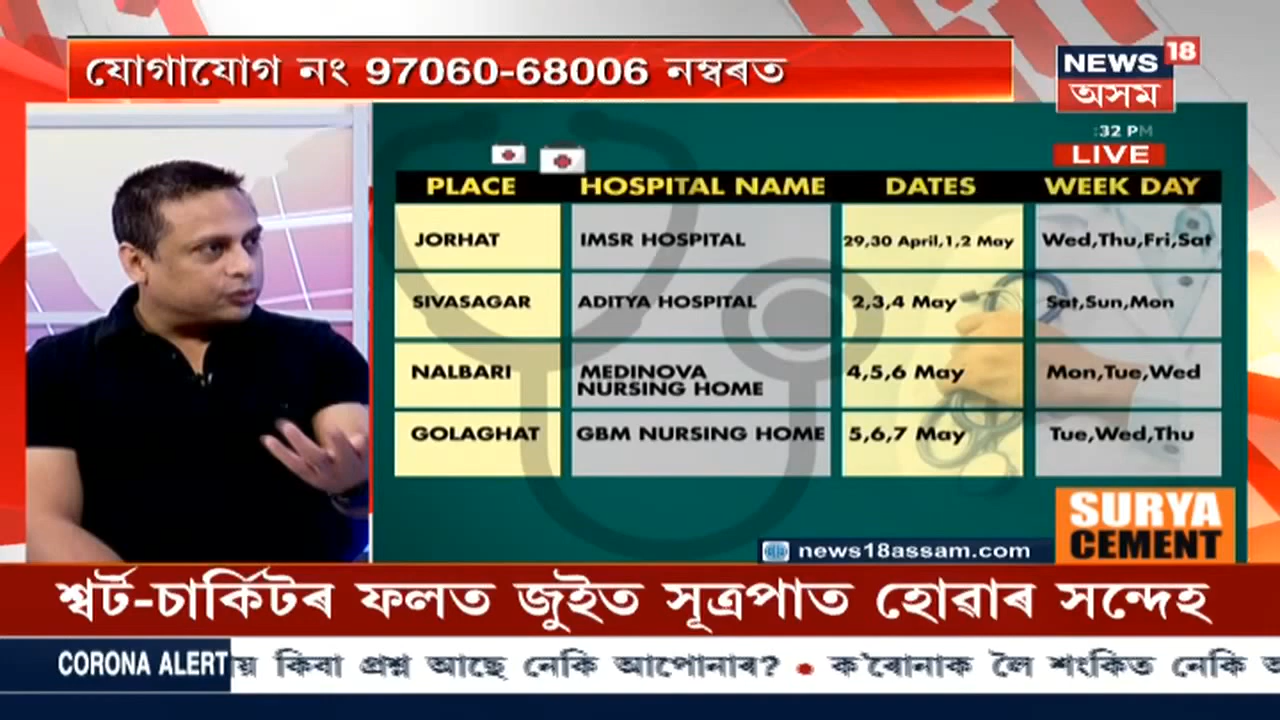 যোগাযোগ নং 97060-68006 নম্বৰত
NEWS 18
অসম
:32 PM
LIVE
PLACE HOSPITAL NAME DATES WEEK DAY
JORHAT IMSR HOSPITAL 29,30 April,1,2 May Wed,Thu,Fri,Sat
SIVASAGAR ADITYA HOSPITAL 2,3,4 May Sat,Sun,Mon
NALBARI MEDINOVA NURSING HOME 4,5,6 May Mon,Tue,Wed
GOLAGHAT GBM NURSING HOME 5,6,7 May Tue,Wed,Thu
SURYA
CEMENT
news18assam.com
শ্বৰ্ট-চাৰ্কিটৰ ফলত জুইত সূত্ৰপাত হোৱাৰ সন্দেহ
CORONA ALERT য় কিবা প্ৰশ্ন আছে নেকি আপোনাৰ? • ক'ৰোনাক লৈ শংকিত নেকি